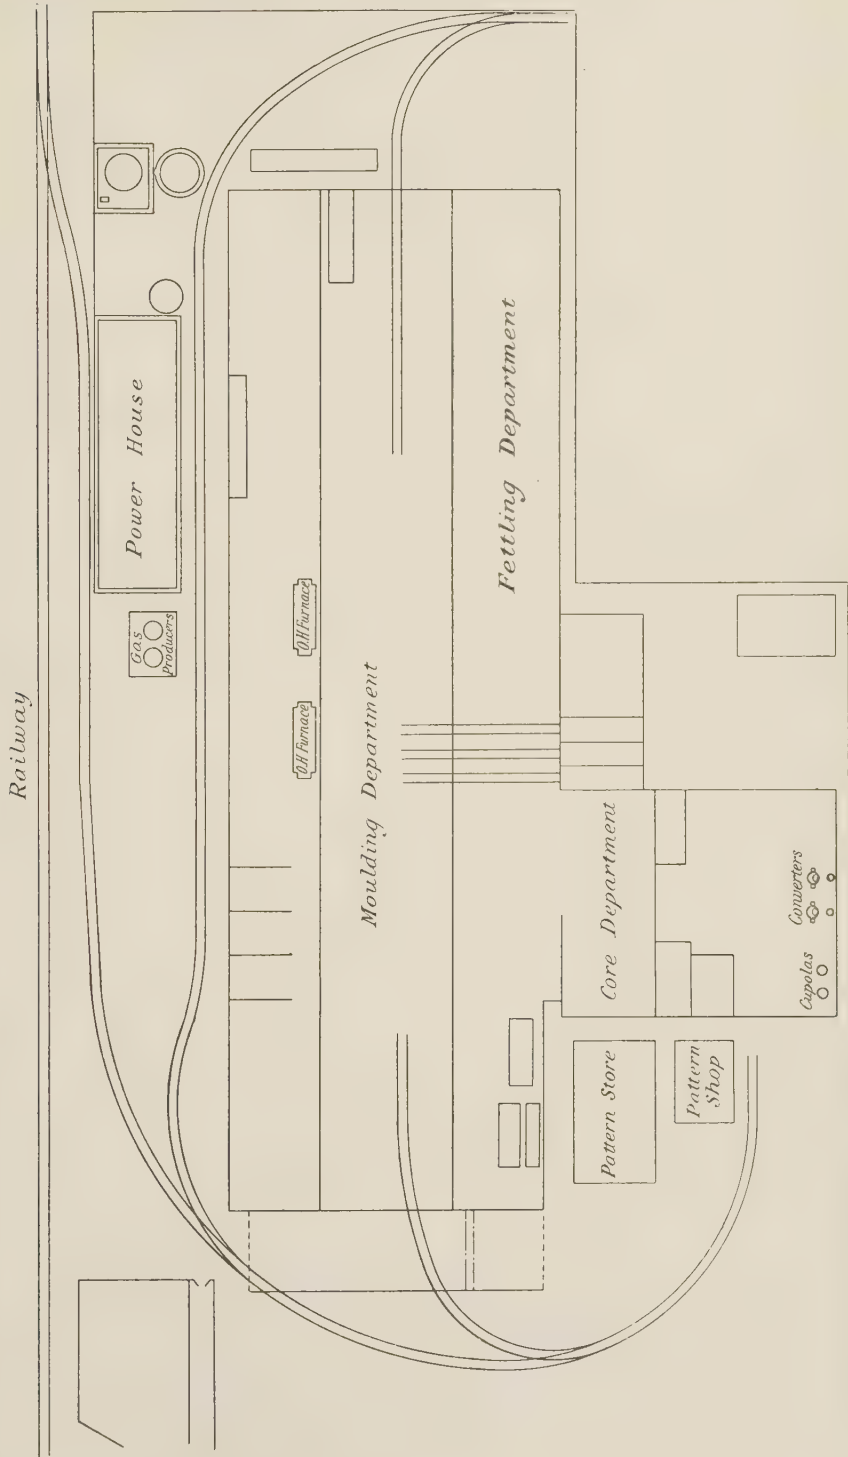 Railway
Power House
Gas
Producers
O.H Furnace
O.H Furnace
Moulding Department
Fettling Department
Core Department
Converters
Cupolas
Pattern Store
Pattern
Shop